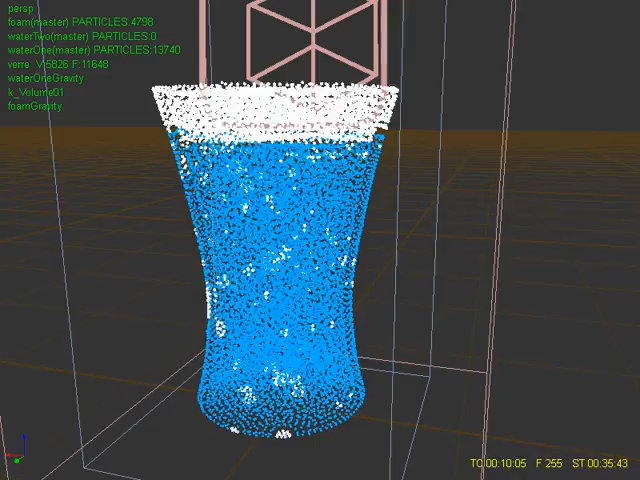 persp
foam(master) PARTICLES:4798
waterTwo(master) PARTICLES:0
waterOne(master) PARTICLES:13740
verre V:5826 F:11648
waterOneGravity
k_Volume01
foamGravity
TC 00:10:05 F 255 ST 00:35:43